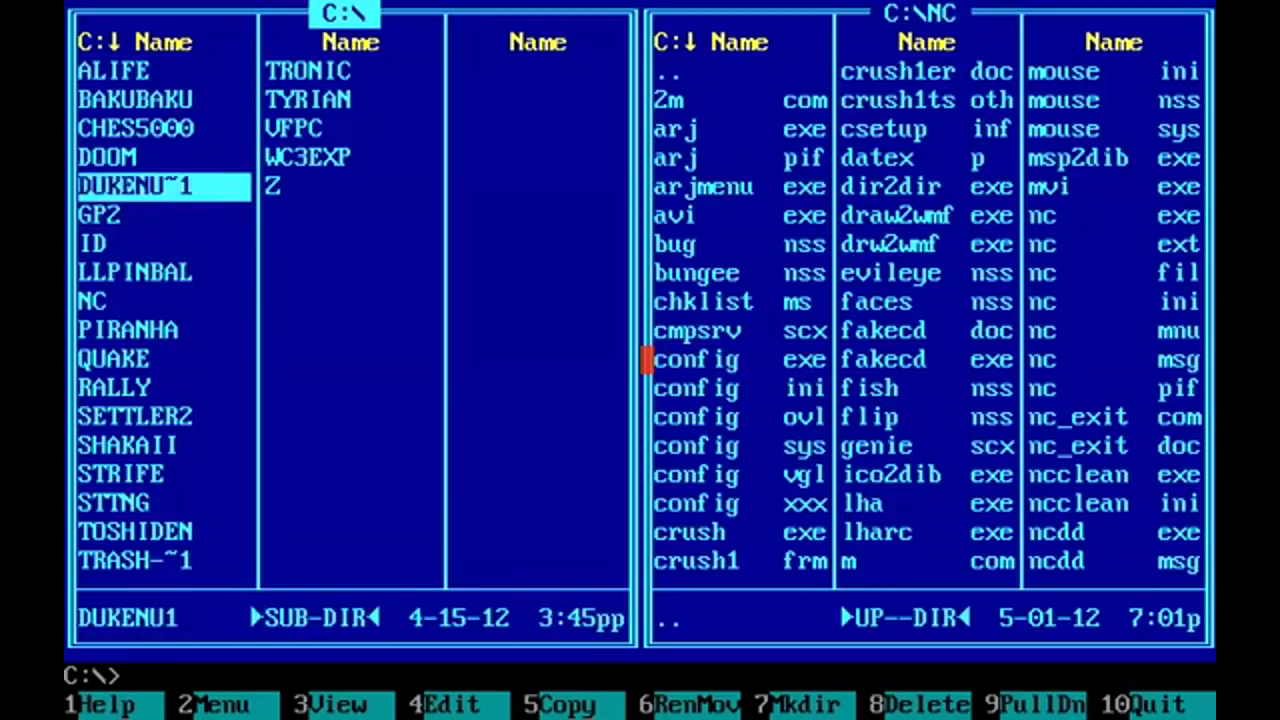 C:\ C:\NC
C:↓ Name Name Name C:↓ Name Name Name
ALIFE TRONIC .. crush1er doc mouse ini
BAKUBAKU TYRIAN 2m com crush1ts oth mouse nss
CHES5000 VFPC arj exe csetup inf mouse sys
DOOM WC3EXP arj pif datex p msp2dib exe
DUKENU~1 Z arjmenu exe dir2dir exe mvi exe
GP2 avi exe draw2wmf exe nc exe
ID bug nss drw2wmf exe nc ext
LLPINBAL bungee nss evileye nss nc fil
NC chklist ms faces nss nc ini
PIRANHA cmpsrv scx fakecd doc nc mnu
QUAKE config exe fakecd exe nc msg
RALLY config ini fish nss nc pif
SETTLER2 config ovl flip nss nc_exit com
SHAKAII config sys genie scx nc_exit doc
STRIFE config vgl ico2dib exe ncclean exe
STTNG config xxx lha exe ncclean ini
TOSHIDEN crush exe lharc exe ncdd exe
TRASH-~1 crush1 frm m com ncdd msg
DUKENU1 ►SUB-DIR◄ 4-15-12 3:45pp .. ►UP--DIR◄ 5-01-12 7:01p
C:\>
1Help 2Menu 3View 4Edit 5Copy 6RenMov 7Mkdir 8Delete 9PullDn 10Quit